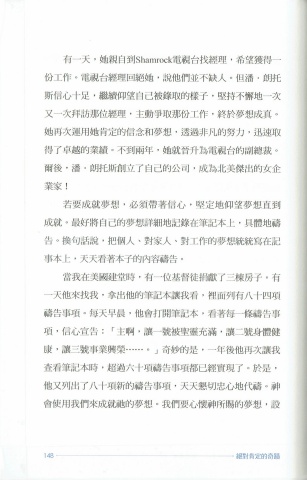 有一天，她親自到Shamrock電視台找經理，希望獲得一
份工作。電視台經理回絕她，說他們並不缺人。但潘．朗托
斯信心十足，繼續仰望自己被錄取的樣子，堅持不懈地一次
又一次拜訪那位經理，主動爭取那份工作，終於夢想成真。
她再次運用她肯定的信念和夢想，透過非凡的努力，迅速取
得了卓越的業績。不到兩年，她就晉升為電視台的副總裁。
爾後，潘．朗托斯創立了自己的公司，成為北美傑出的女企
業家！
若要成就夢想，必須帶著信心，堅定地仰望夢想直到
成就。最好將自己的夢想詳細地記錄在筆記本上，具體地禱
告。換句話說，把個人、對家人、對工作的夢想統統寫在記
事本上，天天看著本子的內容禱告。
當我在美國建堂時，有一位基督徒捐獻了三棟房子。有
一天他來找我，拿出他的筆記本讓我看，裡面列有八十四項
禱告事項。每天早晨，他會打開筆記本，看著每一條禱告事
項，信心宣告：「主啊，讓一號被聖靈充滿，讓二號身體健
康，讓三號事業興榮……。」奇妙的是，一年後他再次讓我
查看筆記本時，超過六十項禱告事項都已經實現了。於是，
他又列出了八十項新的禱告事項，天天懇切忠心地代禱。神
會使用我們來成就祂的夢想。我們要心懷神所賜的夢想，設
148
絕對肯定的奇蹟